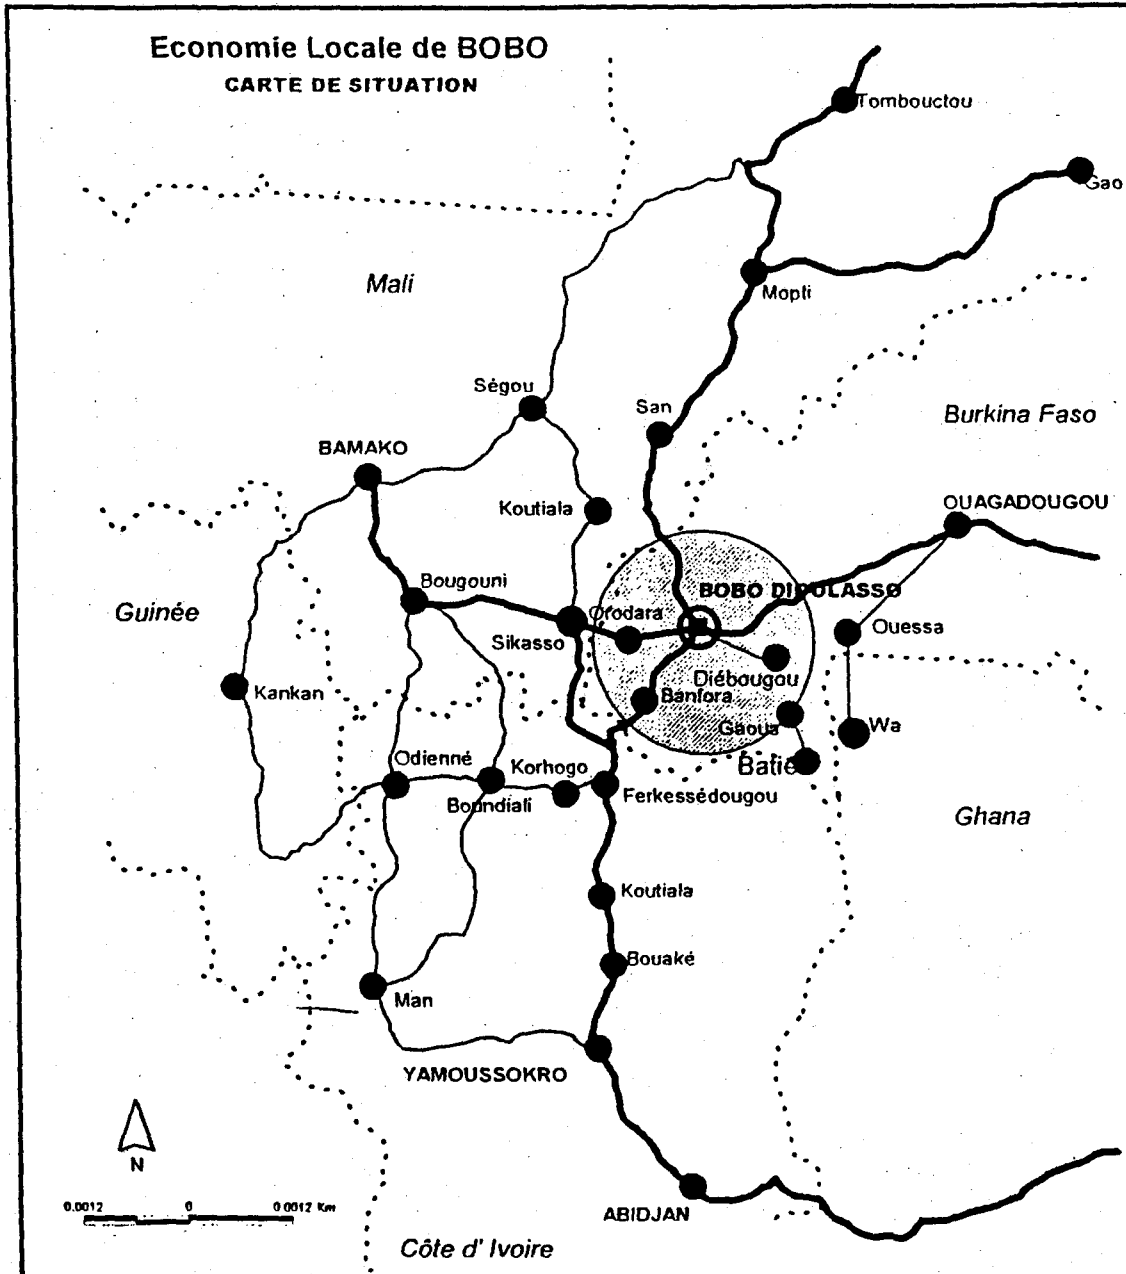 Economie Locale de BOBO
CARTE DE SITUATION
Tombouctou
Gao
Mali
Mopti
Ségou
San
Burkina Faso
BAMAKO
Koutiala
OUAGADOUGOU
Bougouni
BOBO DIOULASSO
Guinée
Orodara
Sikasso
Ouessa
Diébougou
Kankan
Banfora
Gaoua
Wa
Odienné
Korhogo
Batié
Boundiali
Ferkessédougou
Ghana
Koutiala
Bouaké
Man
YAMOUSSOKRO
N
0.0012 0 0.0012 Km
ABIDJAN
Côte d' Ivoire